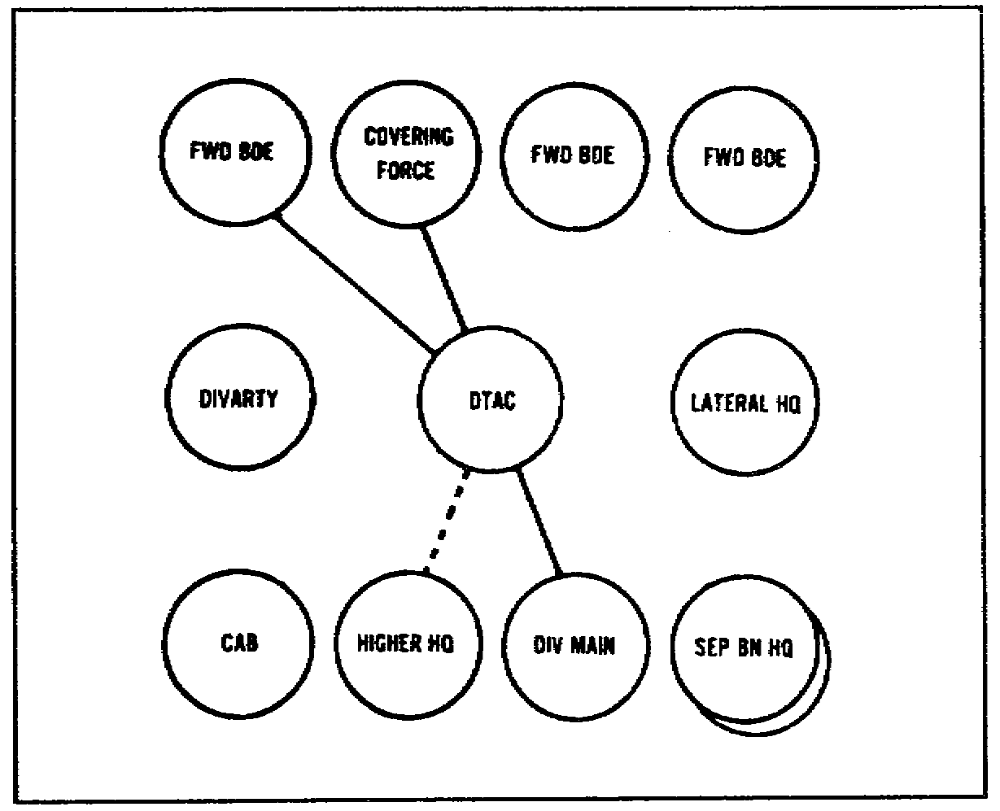 FWD BDE
COVERING
FORCE
FWD BDE
FWD BDE
DIVARTY
DTAC
LATERAL HQ
CAB
HIGHER HQ
DIV MAIN
SEP BN HQ